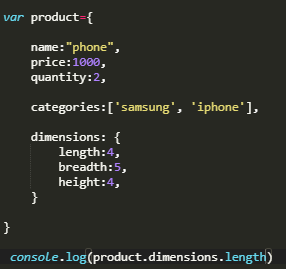 var product={
name:"phone",
price:1000,
quantity:2,
categories:['samsung', 'iphone'],
dimensions: {
length:4,
breadth:5,
height:4,
}
}
console.log(product.dimensions.length)